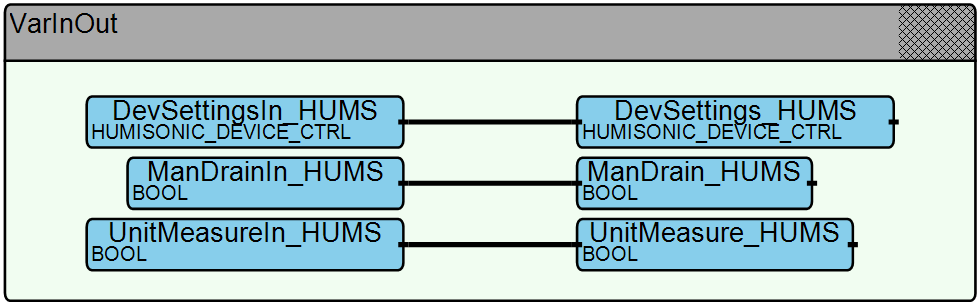 VarInOut
DevSettingsIn_HUMS
HUMISONIC_DEVICE_CTRL
DevSettings_HUMS
HUMISONIC_DEVICE_CTRL
ManDrainIn_HUMS
BOOL
ManDrain_HUMS
BOOL
UnitMeasureIn_HUMS
BOOL
UnitMeasure_HUMS
BOOL